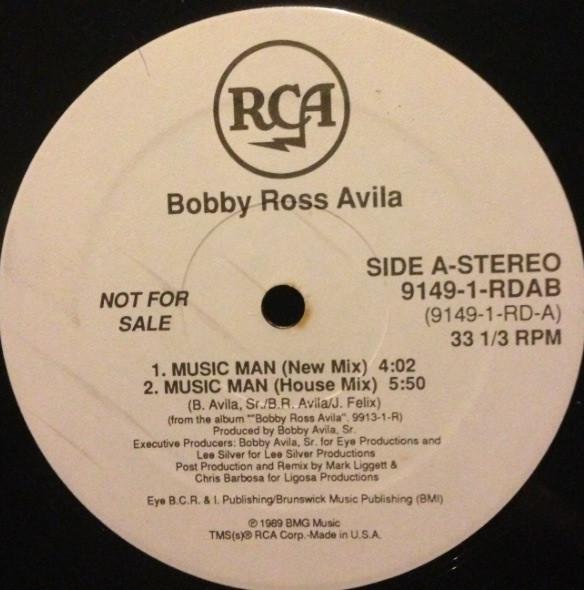 RCA
Bobby Ross Avila
SIDE A-STEREO
9149-1-RDAB
(9149-1-RD-A)
33 1/3 RPM
NOT FOR
SALE
1. MUSIC MAN (New Mix) 4:02
2. MUSIC MAN (House Mix) 5:50
(B. Avila, Sr./B.R. Avila/J. Felix)
(from the album ""Bobby Ross Avila". 9913-1-R)
Produced by Bobby Avila, Sr.
Executive Producers: Bobby Avila, Sr. for Eye Productions and
Lee Silver for Lee Silver Productions
Post Production and Remix by Mark Liggett &
Chris Barbosa for Ligosa Productions
Eye B.C.R. & I. Publishing/Brunswick Music Publishing (BMI)
℗ 1989 BMG Music
TMS(s)® RCA Corp.-Made in U.S.A.